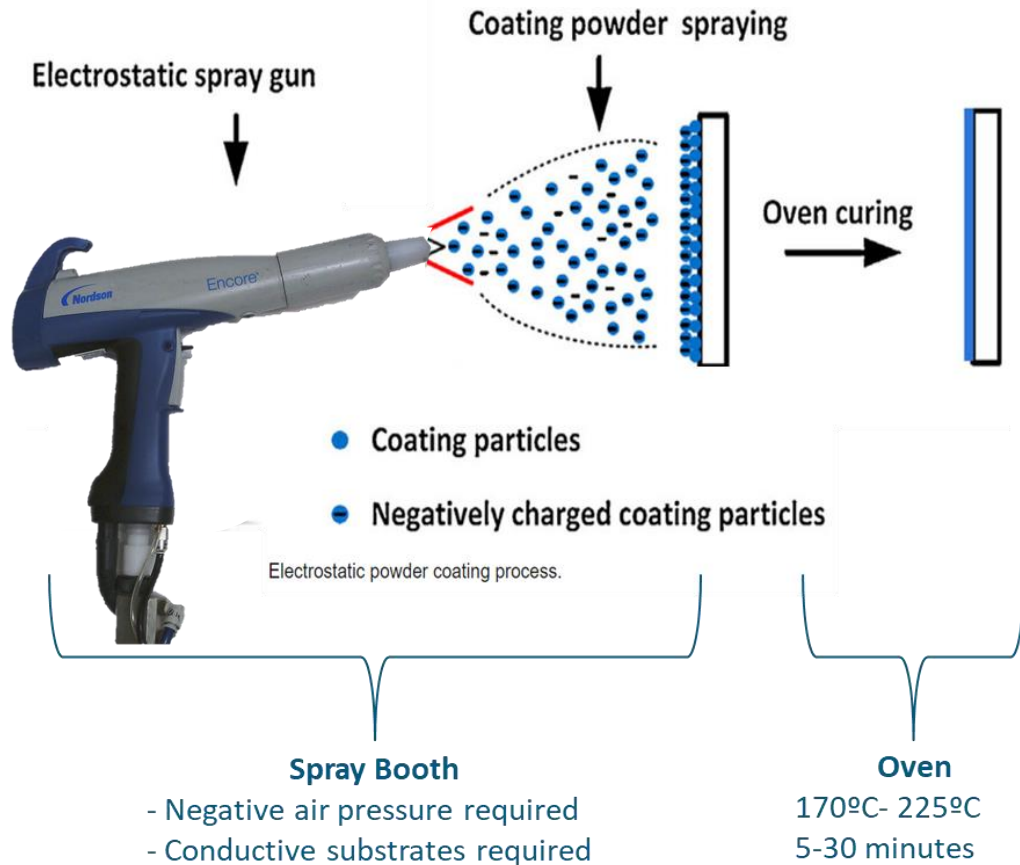 Coating powder spraying
Electrostatic spray gun
Oven curing
Encore
Nordson
Coating particles
Negatively charged coating particles
Electrostatic powder coating process.
Spray Booth
- Negative air pressure required
- Conductive substrates required
Oven
170ºC- 225ºC
5-30 minutes